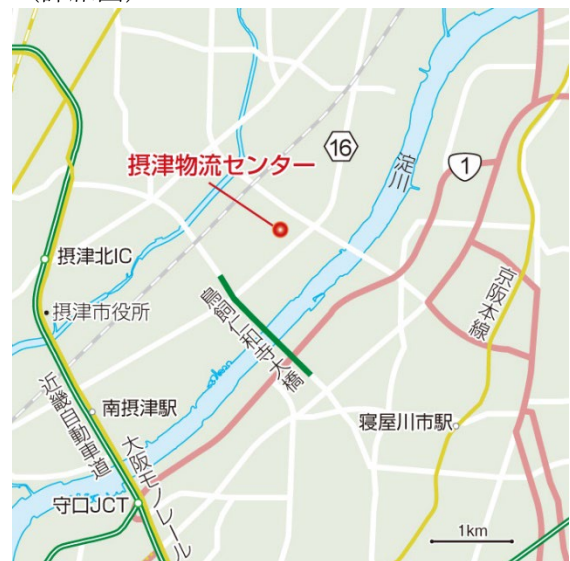 摂津物流センター
16
淀川
1
摂津北IC
摂津市役所
鳥飼仁和寺大橋
京阪本線
近畿自動車道
南摂津駅
大阪モノレール
寝屋川市駅
守口JCT
1km